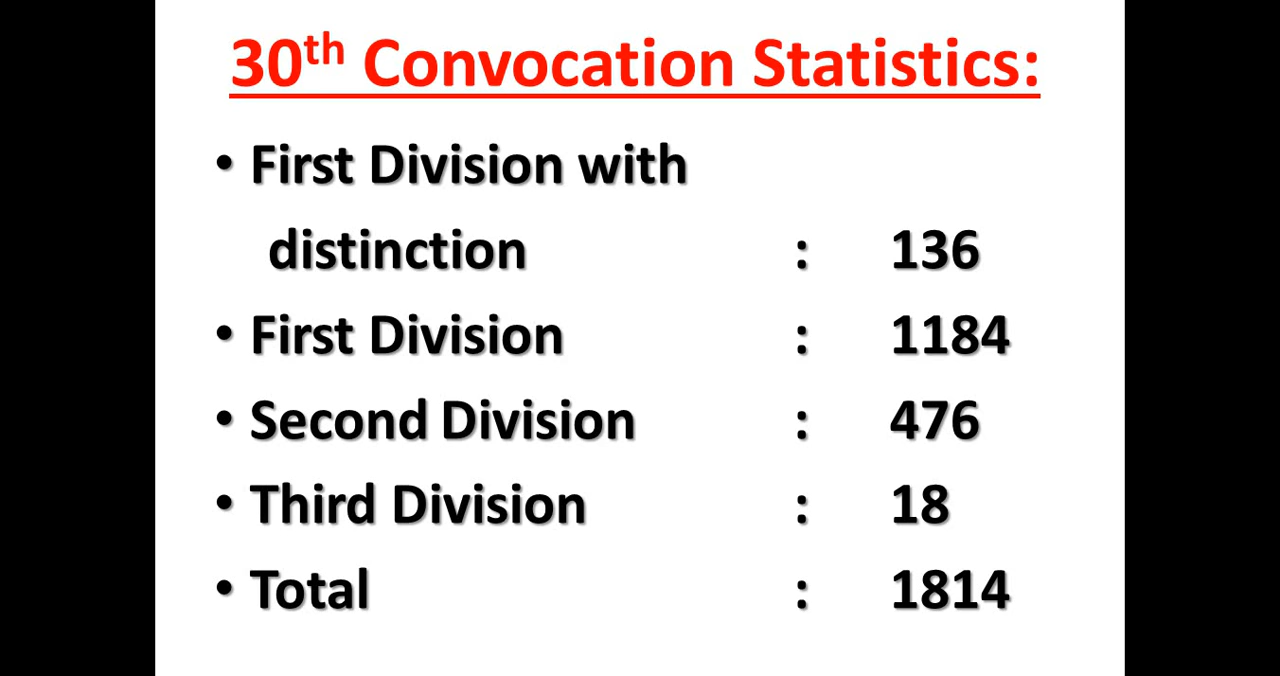 30th Convocation Statistics:
• First Division with
distinction : 136
• First Division : 1184
• Second Division : 476
• Third Division : 18
• Total : 1814